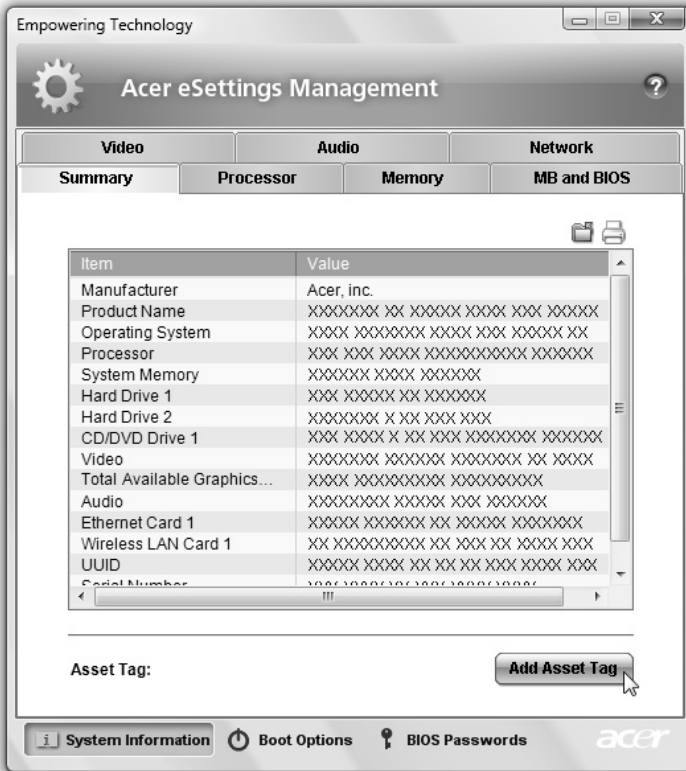 Empowering Technology
Acer eSettings Management
?
Video Audio Network
Summary Processor Memory MB and BIOS
Item Value
Manufacturer Acer, inc.
Product Name XXXXXXX XX XXXXX XXXX XXX XXXXX
Operating System XXXX XXXXXXX XXXX XXX XXXXX XX
Processor XXX XXX XXXX XXXXXXXXXX XXXXXX
System Memory XXXXXX XXXX XXXXXX
Hard Drive 1 XXX XXXXX XX XXXXXX
Hard Drive 2 XXXXXXX X XX XXX XXX
CD/DVD Drive 1 XXX XXXX X XX XXX XXXXXXX XXXXXX
Video XXXXXXX XXXXXX XXXXXXX XX XXXX
Total Available Graphics... XXXX XXXXXXXXX XXXXXXXXX
Audio XXXXXXXX XXXXX XXX XXXXXX
Ethernet Card 1 XXXXX XXXXXX XX XXXXX XXXXXXX
Wireless LAN Card 1 XX XXXXXXXXX XX XXX XX XXXX XXX
UUID XXXXX XXXX XX XX XX XXX XXXX XXX
Serial Number
Asset Tag: Add Asset Tag
i System Information Boot Options BIOS Passwords acer